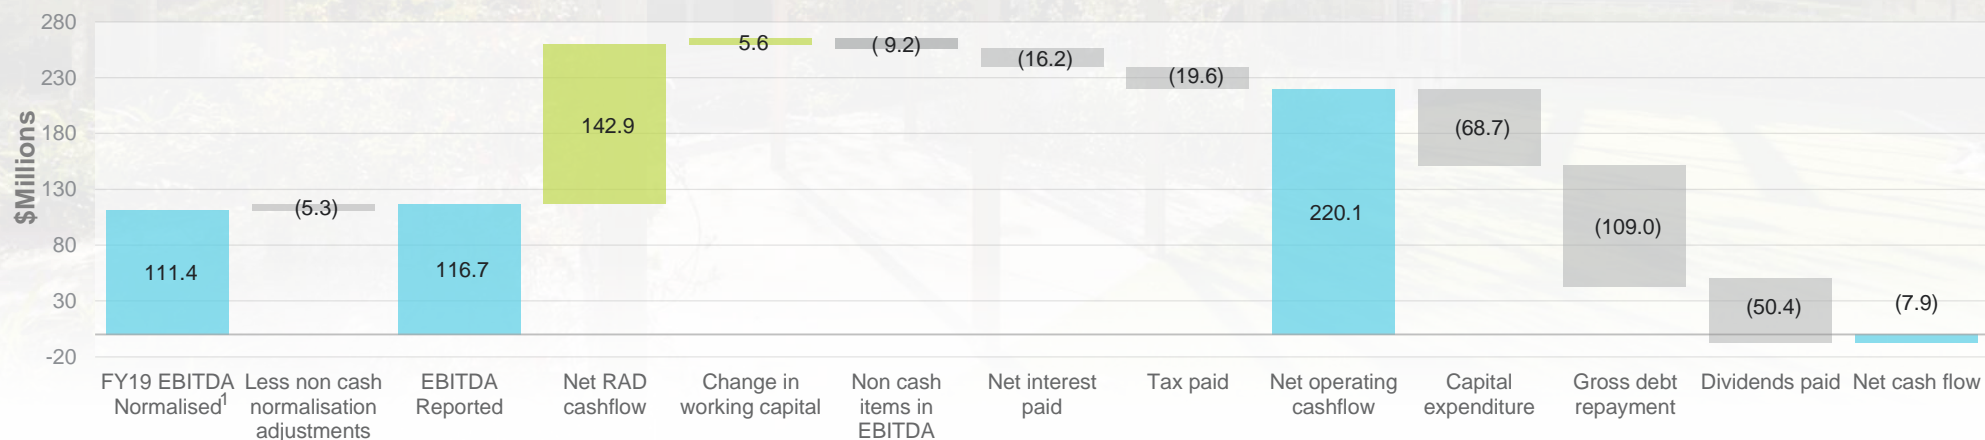 $Millions
280
230
180
130
80
30
-20
111.4
(5.3)
116.7
142.9
5.6
( 9.2)
(16.2)
(19.6)
220.1
(68.7)
(109.0)
(50.4)
(7.9)
FY19 EBITDA
Normalised1
Less non cash
normalisation
adjustments
EBITDA
Reported
Net RAD
cashflow
Change in
working capital
Non cash
items in
EBITDA
Net interest
paid
Tax paid
Net operating
cashflow
Capital
expenditure
Gross debt
repayment
Dividends paid
Net cash flow